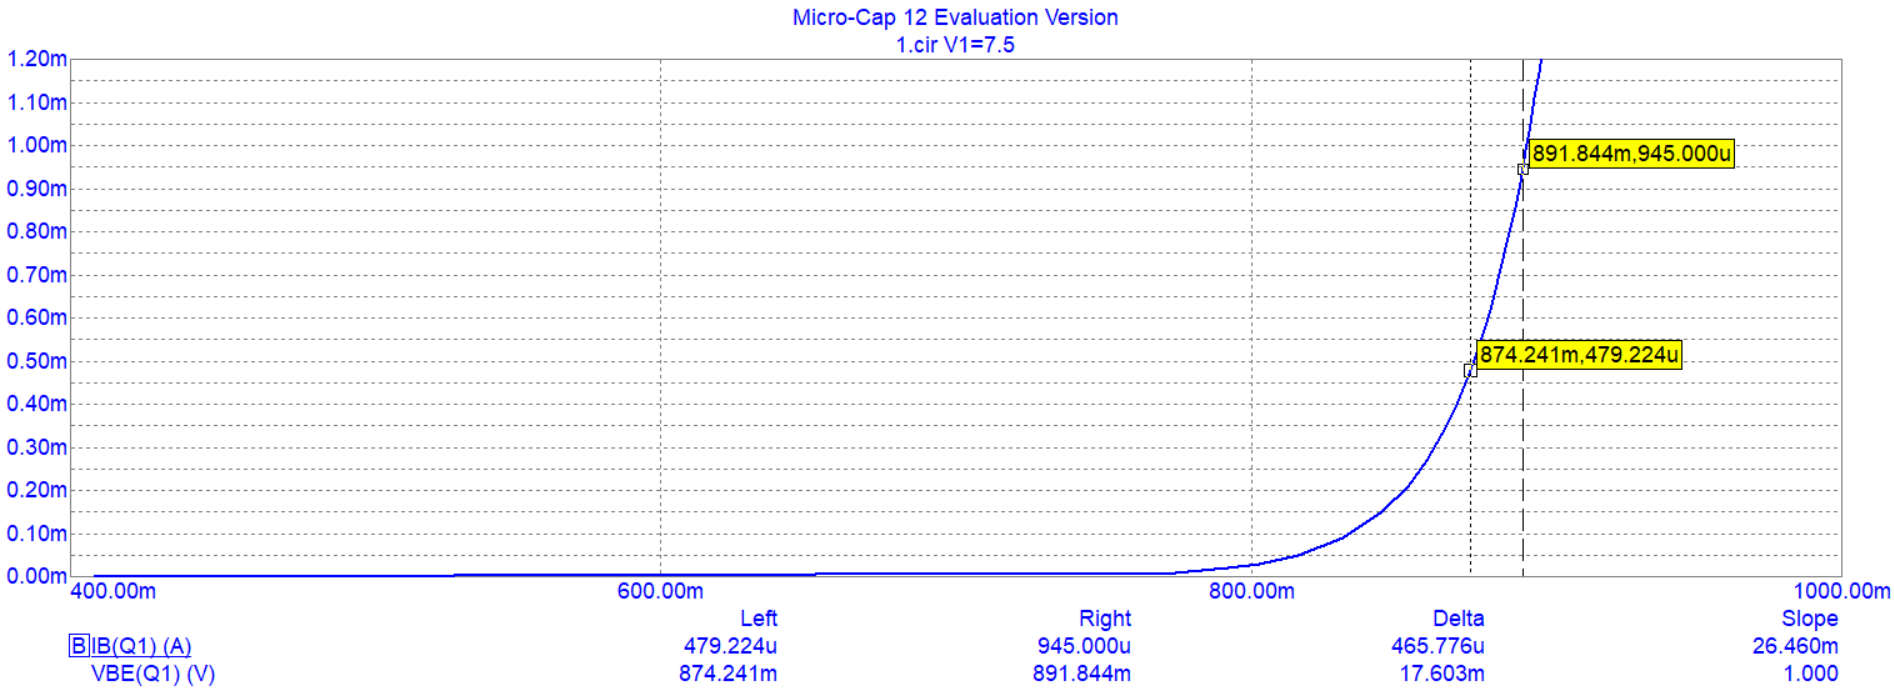 Micro-Cap 12 Evaluation Version
1.cir V1=7.5
1.20m
1.10m
1.00m
0.90m
0.80m
0.70m
0.60m
0.50m
0.40m
0.30m
0.20m
0.10m
0.00m
891.844m,945.000u
874.241m,479.224u
400.00m 600.00m 800.00m 1000.00m
Left Right Delta Slope
B IB(Q1) (A) 479.224u 945.000u 465.776u 26.460m
VBE(Q1) (V) 874.241m 891.844m 17.603m 1.000